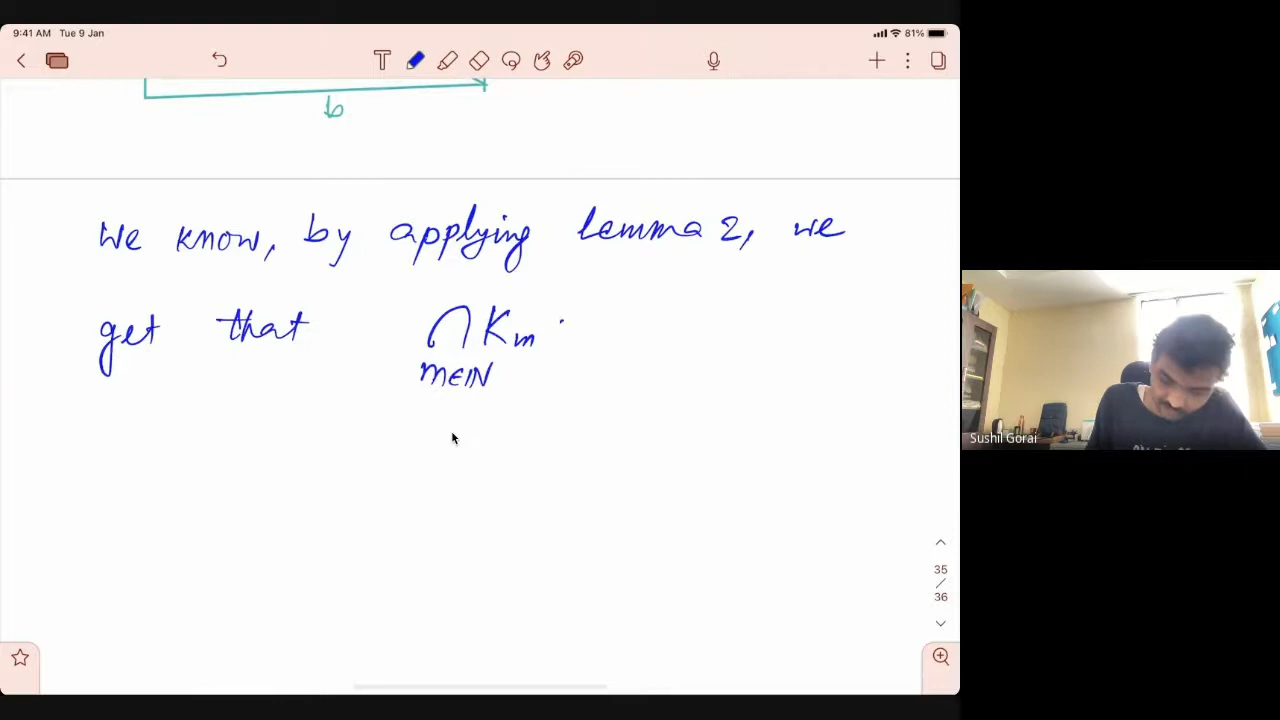 9:41 AM Tue 9 Jan
81%
T
b
We know, by applying lemma 2, we
get that ∩ Km
m∈ℕ
Sushil Gorai
35
/
36